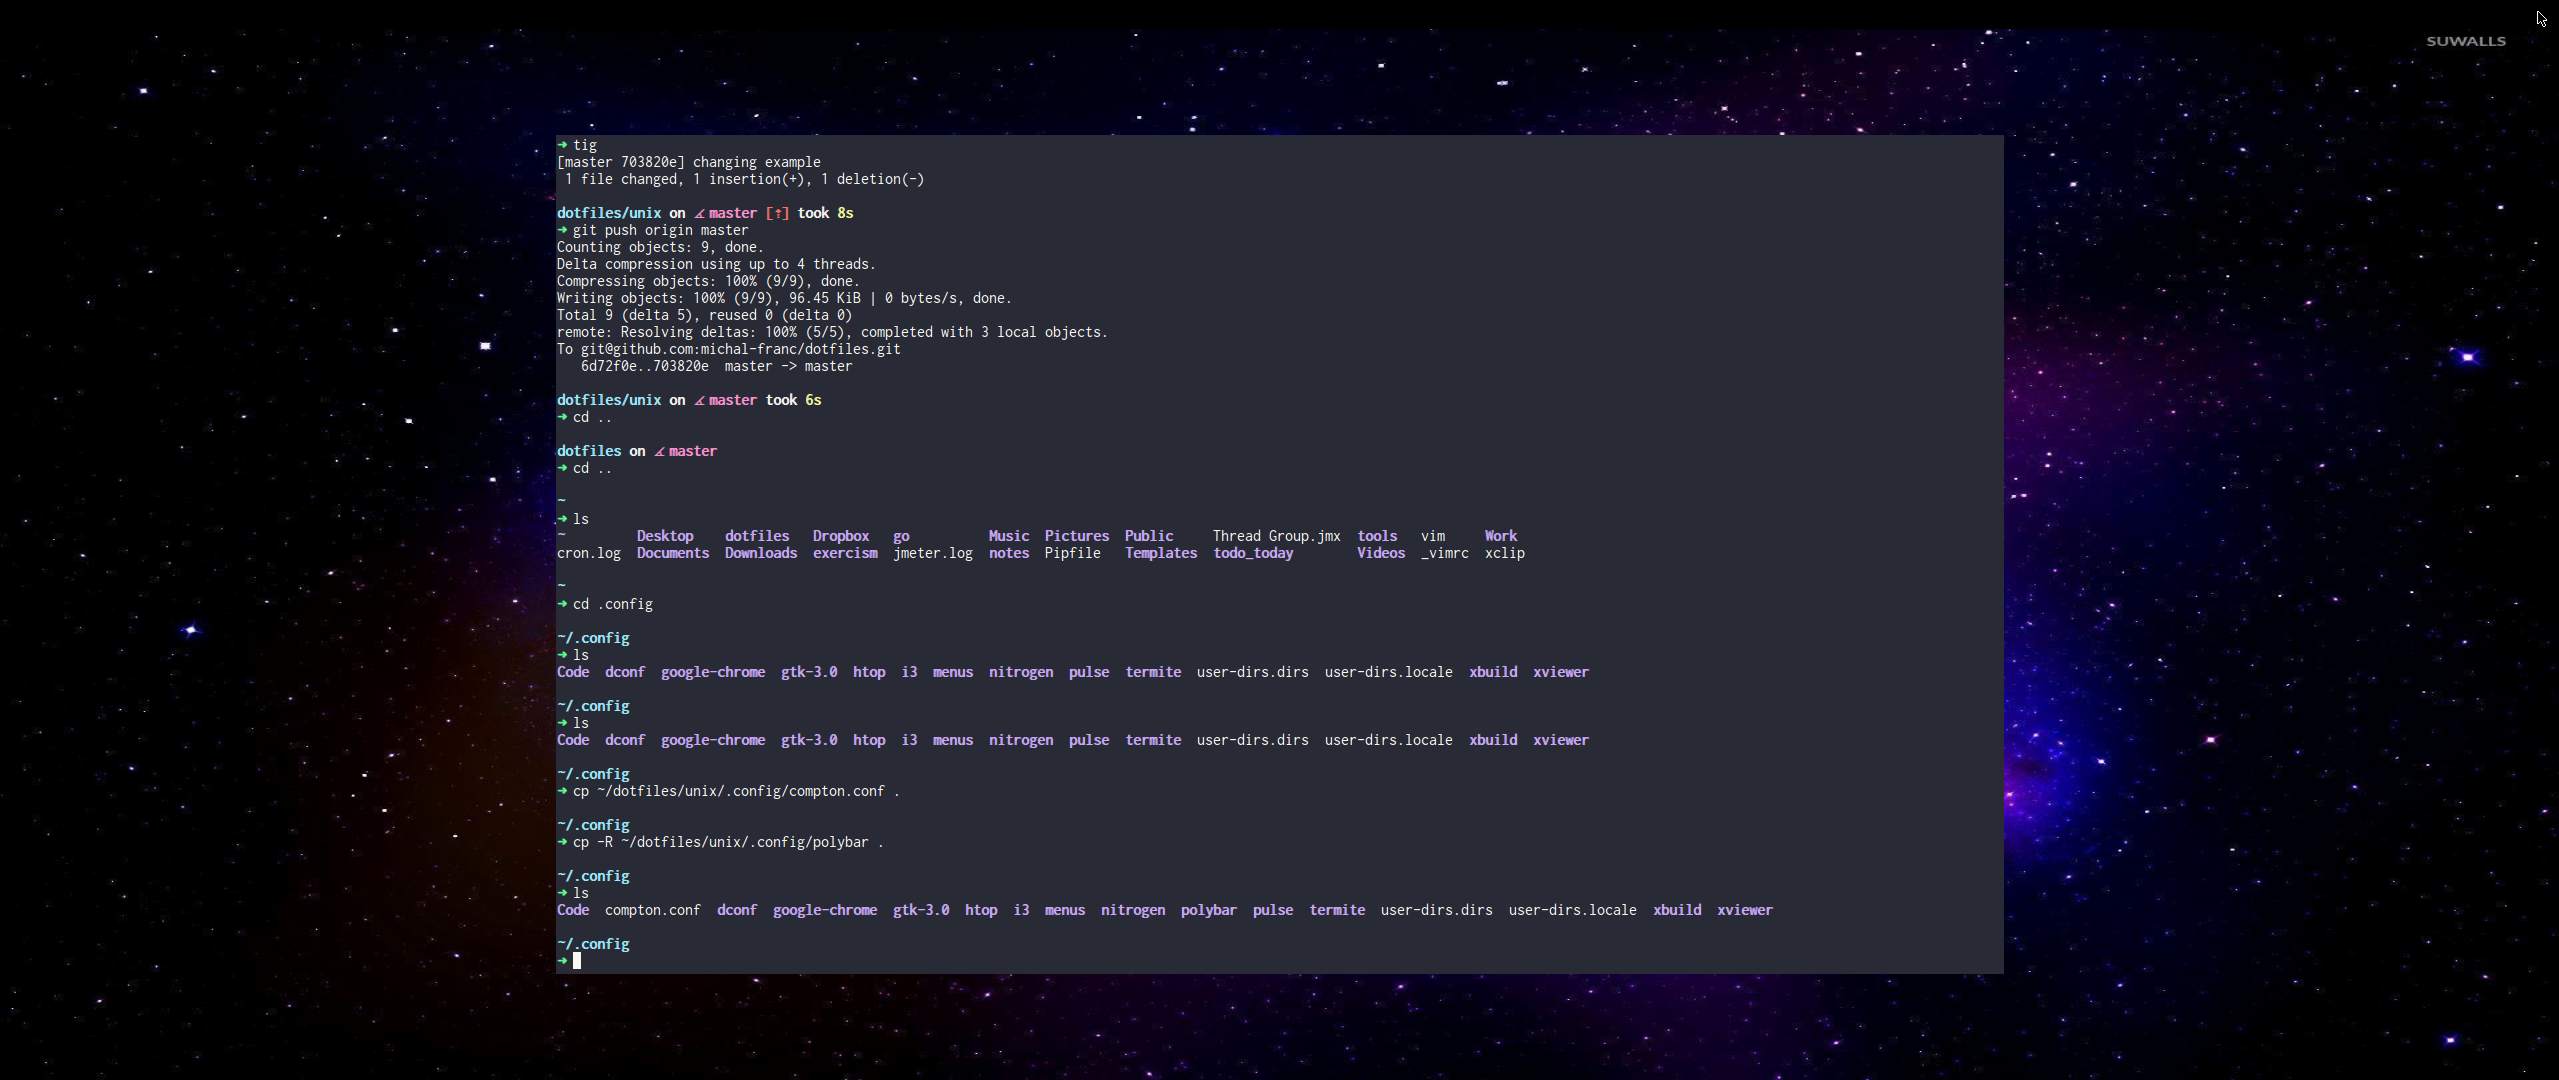 SUWALLS
➜ tig
[master 703820e] changing example
 1 file changed, 1 insertion(+), 1 deletion(-)
dotfiles/unix on master [↑] took 8s
➜ git push origin master
Counting objects: 9, done.
Delta compression using up to 4 threads.
Compressing objects: 100% (9/9), done.
Writing objects: 100% (9/9), 96.45 KiB | 0 bytes/s, done.
Total 9 (delta 5), reused 0 (delta 0)
remote: Resolving deltas: 100% (5/5), completed with 3 local objects.
To git@github.com:michal-franc/dotfiles.git
   6d72f0e..703820e  master -> master
dotfiles/unix on master took 6s
➜ cd ..
dotfiles on master
➜ cd ..
~
➜ ls
~         Desktop    dotfiles   Dropbox   go          Music  Pictures  Public     Thread Group.jmx  tools   vim     Work
cron.log  Documents  Downloads  exercism  jmeter.log  notes  Pipfile   Templates  todo_today        Videos  _vimrc  xclip
~
➜ cd .config
~/.config
➜ ls
Code  dconf  google-chrome  gtk-3.0  htop  i3  menus  nitrogen  pulse  termite  user-dirs.dirs  user-dirs.locale  xbuild  xviewer
~/.config
➜ ls
Code  dconf  google-chrome  gtk-3.0  htop  i3  menus  nitrogen  pulse  termite  user-dirs.dirs  user-dirs.locale  xbuild  xviewer
~/.config
➜ cp ~/dotfiles/unix/.config/compton.conf .
~/.config
➜ cp -R ~/dotfiles/unix/.config/polybar .
~/.config
➜ ls
Code  compton.conf  dconf  google-chrome  gtk-3.0  htop  i3  menus  nitrogen  polybar  pulse  termite  user-dirs.dirs  user-dirs.locale  xbuild  xviewer
~/.config
➜